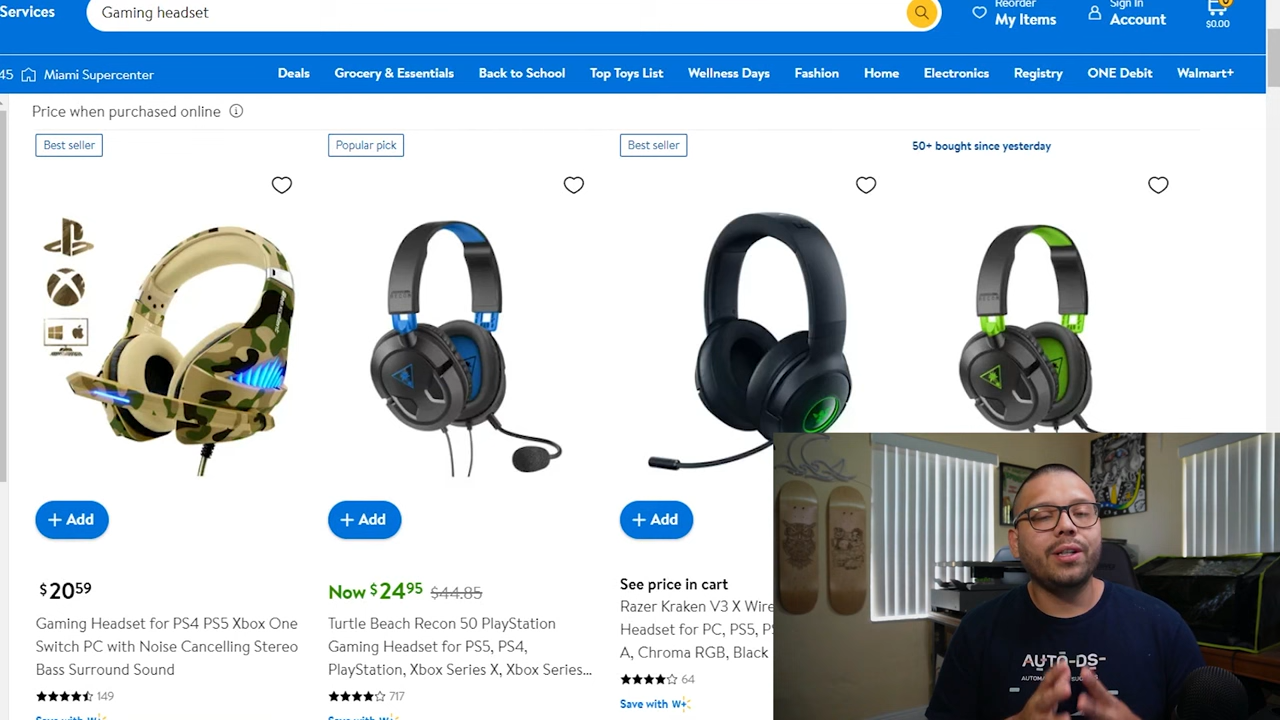 Services
Gaming headset
Reorder
My Items
Sign In
Account
0
$0.00
45
Miami Supercenter
Deals
Grocery & Essentials
Back to School
Top Toys List
Wellness Days
Fashion
Home
Electronics
Registry
ONE Debit
Walmart+
Price when purchased online
Best seller
Popular pick
Best seller
50+ bought since yesterday
+ Add
+ Add
+ Add
$2059
Gaming Headset for PS4 PS5 Xbox One
Switch PC with Noise Cancelling Stereo
Bass Surround Sound
149
Save with W+
Now $2495 $44.85
Turtle Beach Recon 50 PlayStation
Gaming Headset for PS5, PS4,
PlayStation, Xbox Series X, Xbox Series...
717
Save with W+
See price in cart
Razer Kraken V3 X Wire
Headset for PC, PS5, PS
A, Chroma RGB, Black
64
Save with W+
AUTO-DS